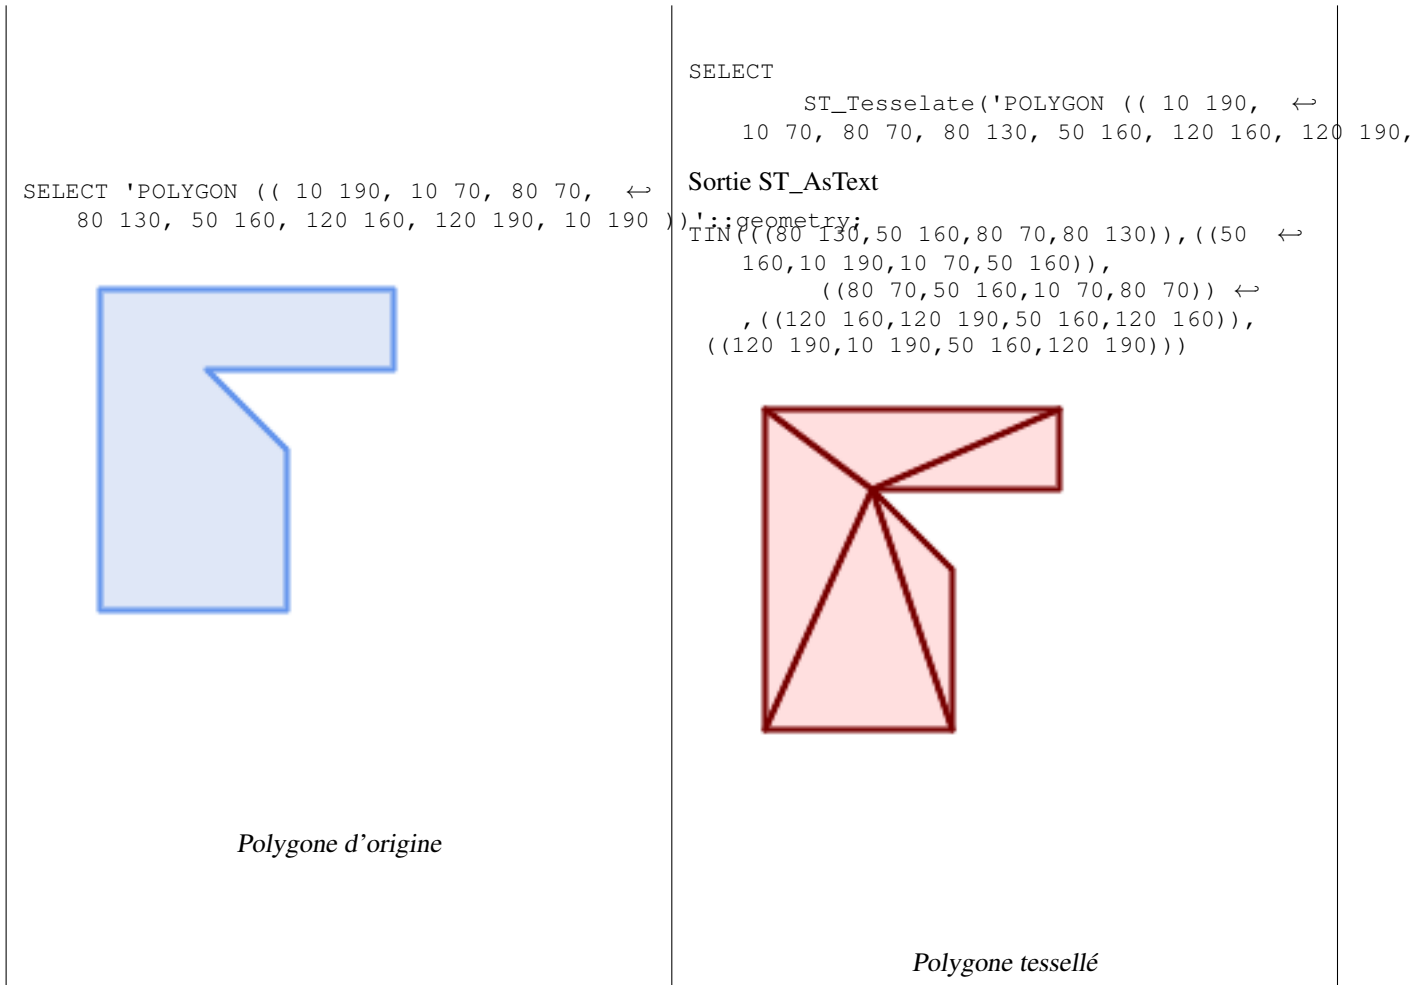 SELECT 'POLYGON (( 10 190, 10 70, 80 70, ↩
80 130, 50 160, 120 160, 120 190, 10 190 ))'::geometry;
Polygone d'origine
SELECT
ST_Tesselate('POLYGON (( 10 190, ↩
10 70, 80 70, 80 130, 50 160, 120 160, 120 190,
Sortie ST_AsText
TIN(((80 130,50 160,80 70,80 130)),((50 ↩
160,10 190,10 70,50 160)),
((80 70,50 160,10 70,80 70)) ↩
,((120 160,120 190,50 160,120 160)),
((120 190,10 190,50 160,120 190)))
Polygone tessellé